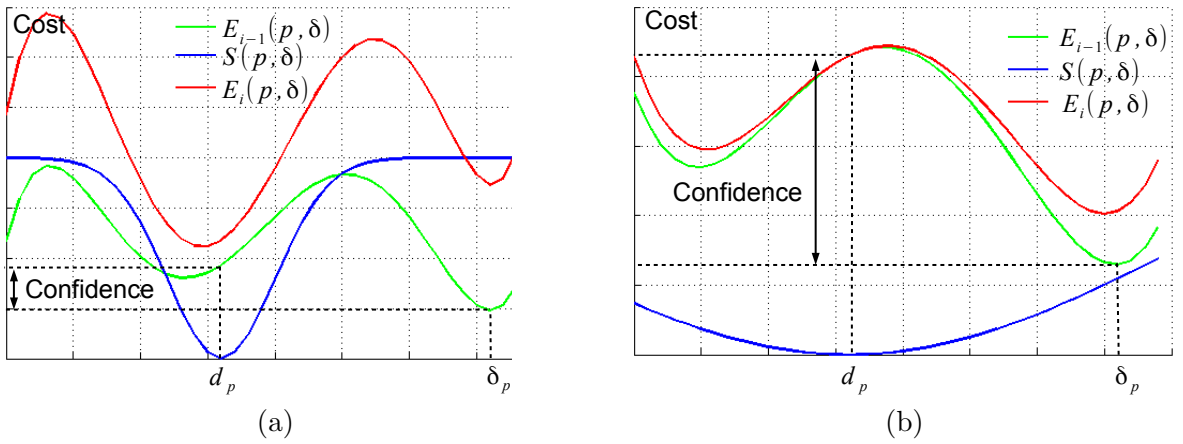 Cost
E_{i−1}(p,δ)
S(p,δ)
E_i(p,δ)
Confidence
d_p
δ_p
(a)
Cost
E_{i−1}(p,δ)
S(p,δ)
E_i(p,δ)
Confidence
d_p
δ_p
(b)